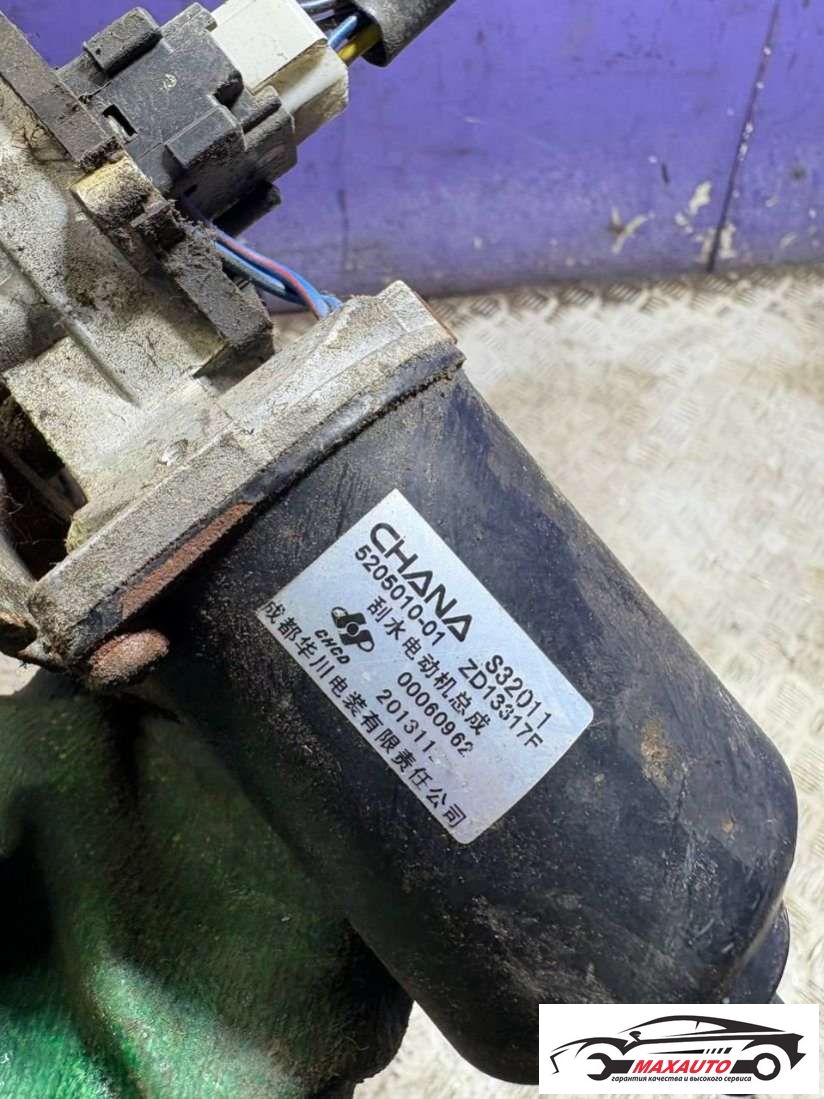 CHANA S32011
5205010-01 ZD13317F
刮水电动机总成
CHCD 00060962
201311
成都华川电装有限责任公司
MAXAUTO
гарантия качества и высокого сервиса